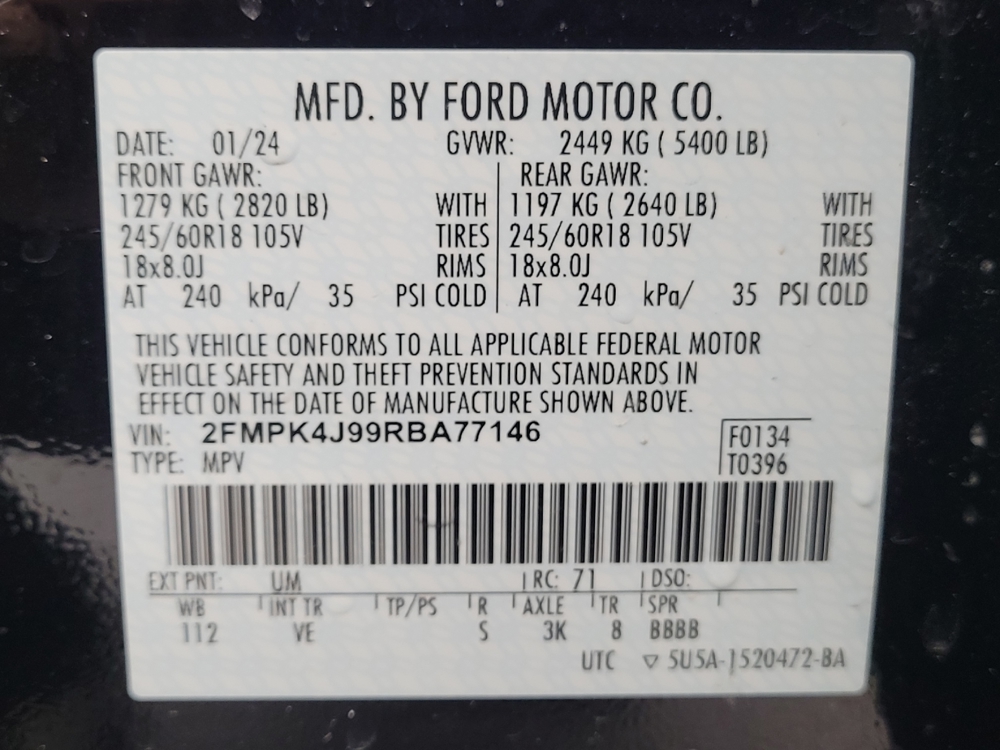 MFD. BY FORD MOTOR CO.
DATE: 01/24 GVWR: 2449 KG ( 5400 LB)
FRONT GAWR: REAR GAWR:
1279 KG ( 2820 LB) WITH 1197 KG ( 2640 LB) WITH
245/60R18 105V TIRES 245/60R18 105V TIRES
18x8.0J RIMS 18x8.0J RIMS
AT 240 kPa/ 35 PSI COLD AT 240 kPa/ 35 PSI COLD
THIS VEHICLE CONFORMS TO ALL APPLICABLE FEDERAL MOTOR
VEHICLE SAFETY AND THEFT PREVENTION STANDARDS IN
EFFECT ON THE DATE OF MANUFACTURE SHOWN ABOVE.
VIN: 2FMPK4J99RBA77146 F0134
TYPE: MPV T0396
EXT PNT: UM RC: 71 DSO:
WB INT TR TP/PS R AXLE TR SPR
112 VE S 3K 8 BBBB
UTC ▽ 5U5A-1520472-BA